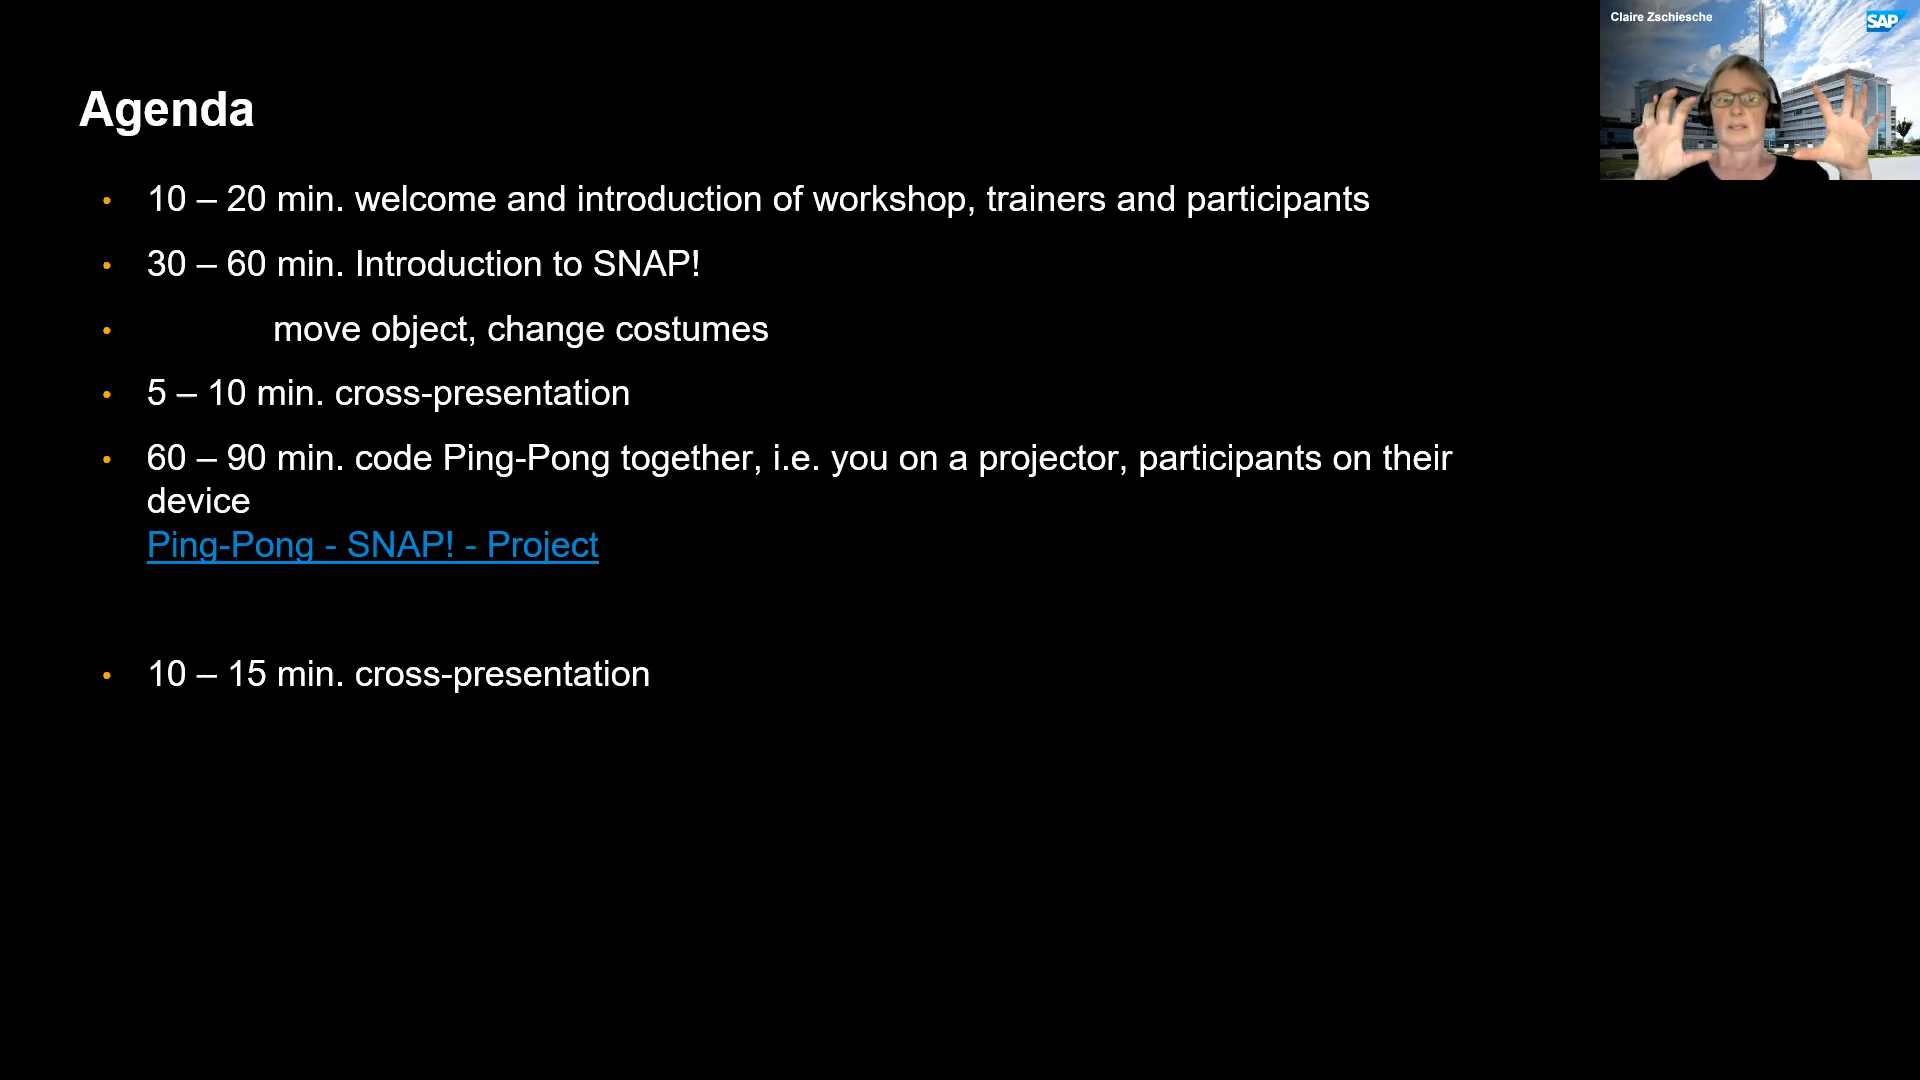 Claire Zschiesche
SAP
Agenda
• 10 – 20 min. welcome and introduction of workshop, trainers and participants
• 30 – 60 min. Introduction to SNAP!
• move object, change costumes
• 5 – 10 min. cross-presentation
• 60 – 90 min. code Ping-Pong together, i.e. you on a projector, participants on their
device
Ping-Pong - SNAP! - Project
• 10 – 15 min. cross-presentation